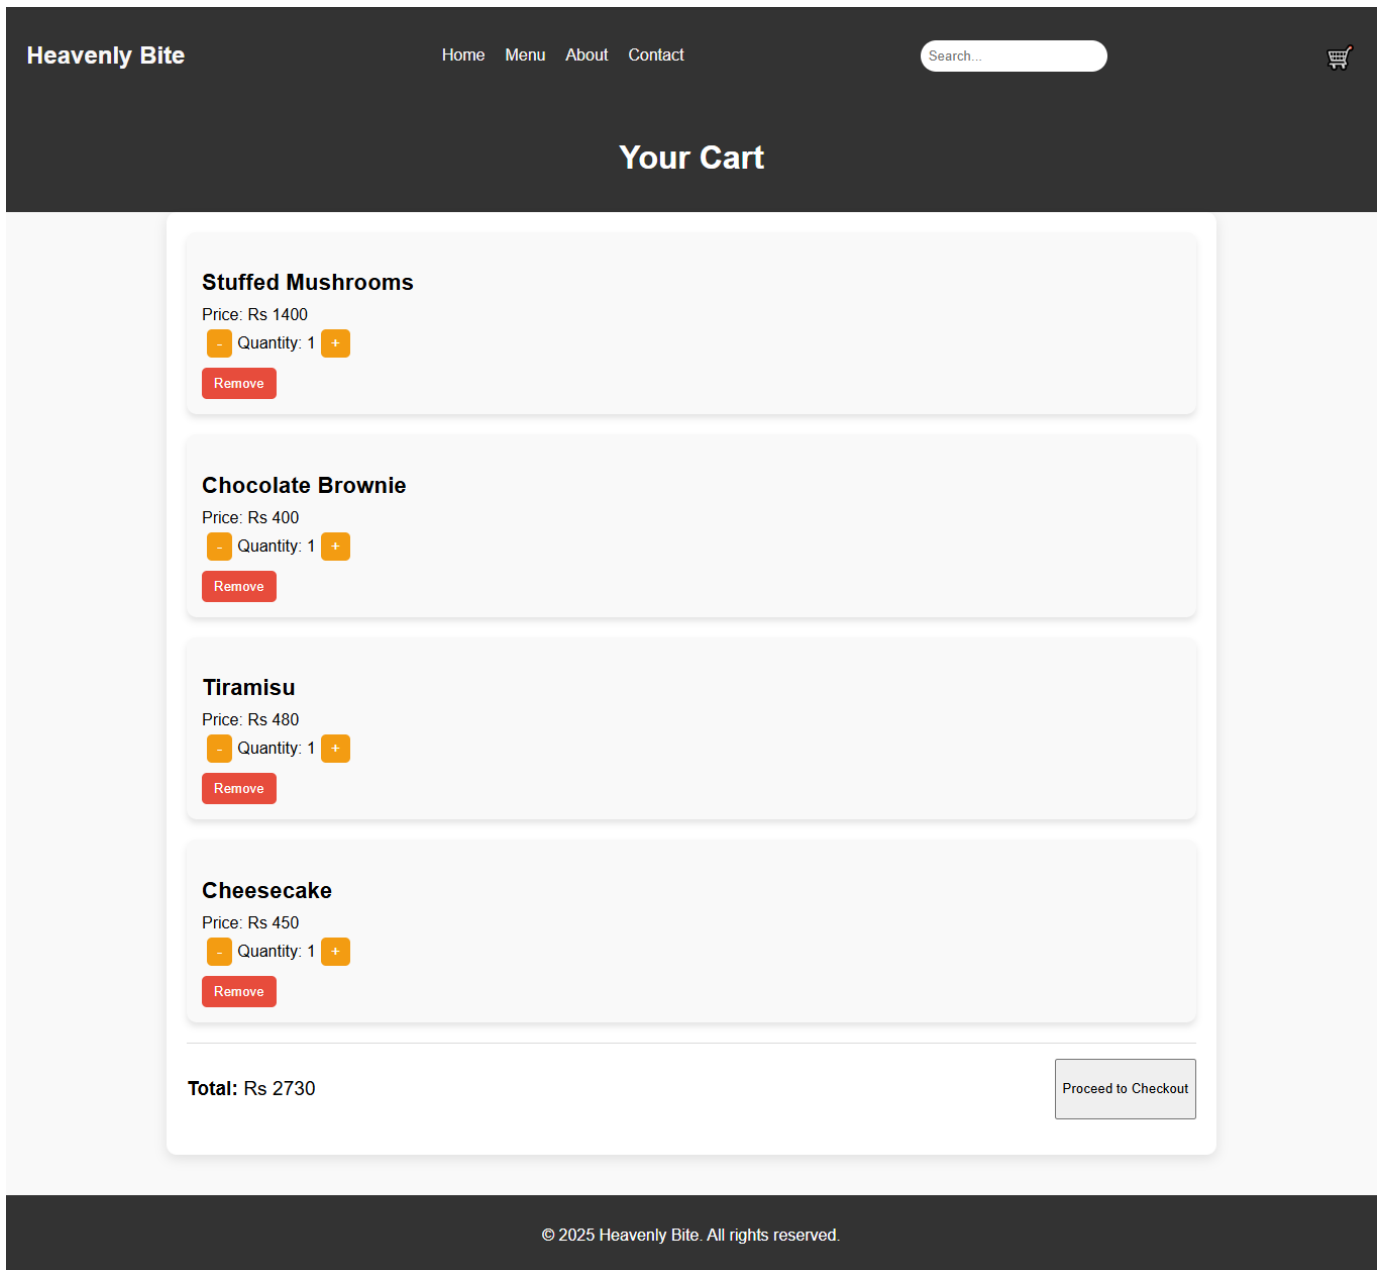 Heavenly Bite
Home Menu About Contact
Search...
Your Cart
Stuffed Mushrooms
Price: Rs 1400
- Quantity: 1 +
Remove
Chocolate Brownie
Price: Rs 400
- Quantity: 1 +
Remove
Tiramisu
Price: Rs 480
- Quantity: 1 +
Remove
Cheesecake
Price: Rs 450
- Quantity: 1 +
Remove
Total: Rs 2730
Proceed to Checkout
© 2025 Heavenly Bite. All rights reserved.